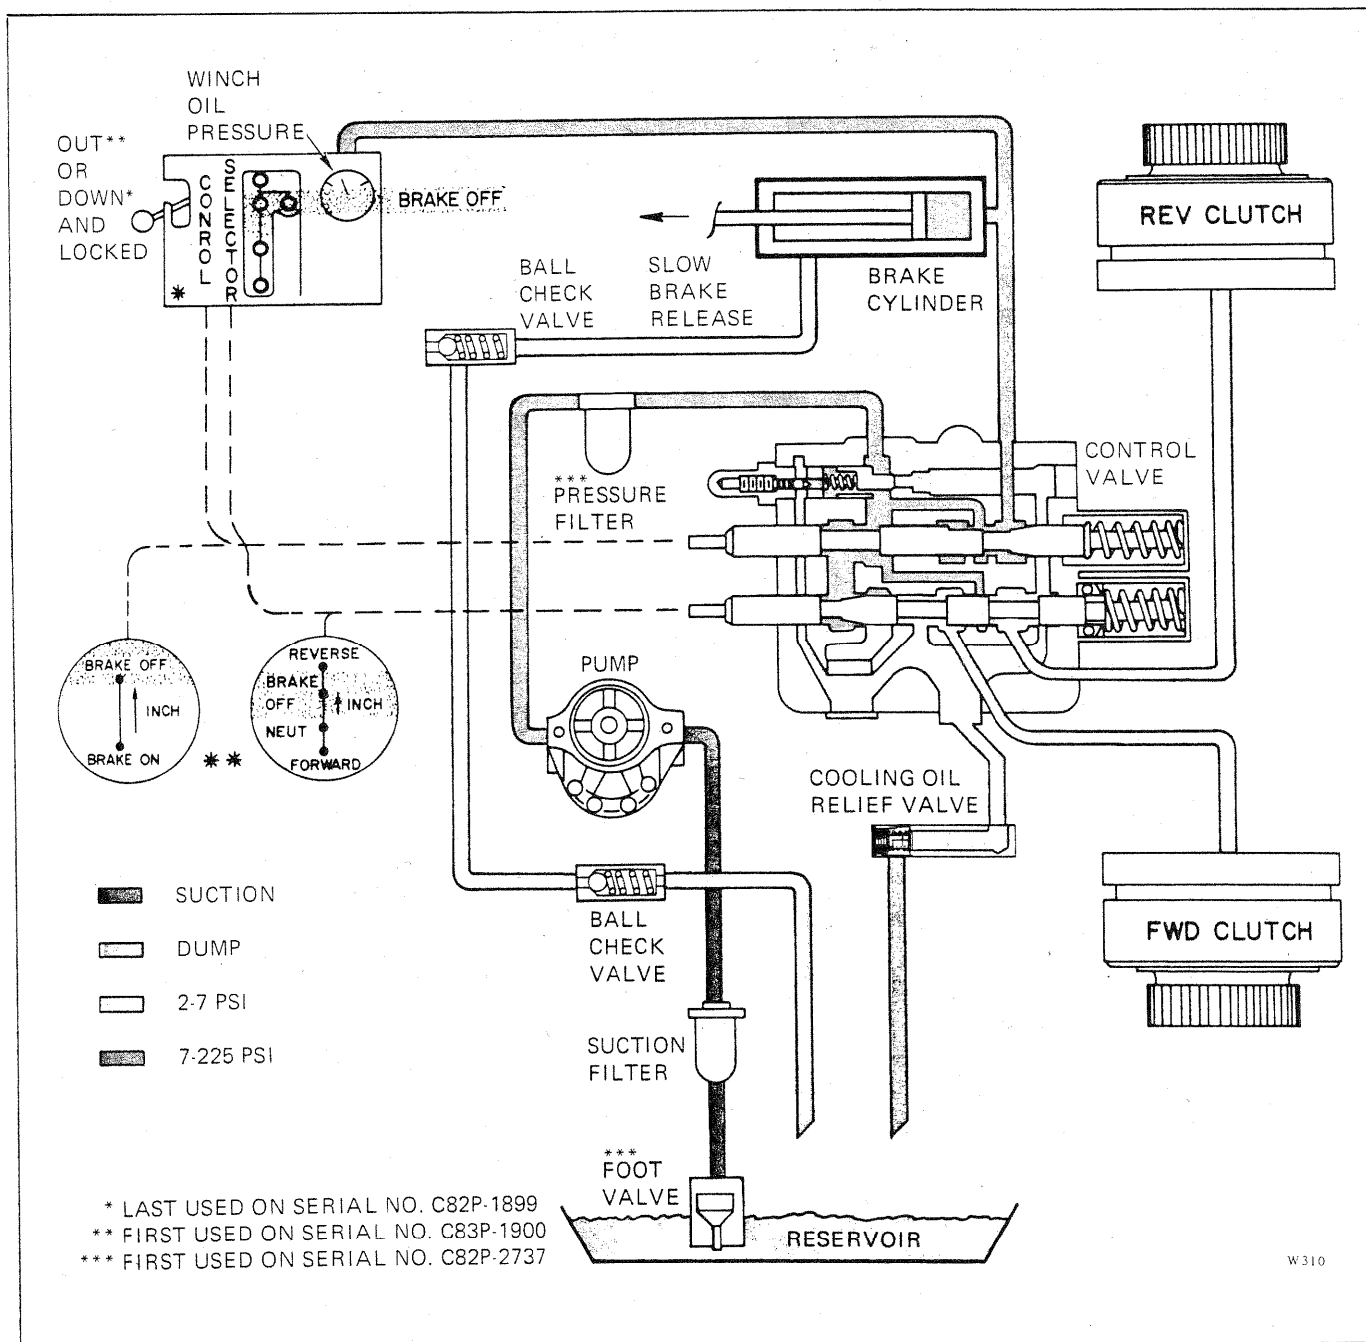 WINCH
OIL
PRESSURE
OUT**
OR
DOWN*
AND
LOCKED
CONROL
SELECTOR
*
BRAKE OFF
REV CLUTCH
BALL
CHECK
VALVE
SLOW
BRAKE
RELEASE
BRAKE
CYLINDER
CONTROL
VALVE
***
PRESSURE
FILTER
BRAKE OFF
INCH
BRAKE ON
**
REVERSE
BRAKE
OFF
INCH
NEUT
FORWARD
PUMP
COOLING OIL
RELIEF VALVE
SUCTION
DUMP
2-7 PSI
7-225 PSI
BALL
CHECK
VALVE
FWD CLUTCH
SUCTION
FILTER
***
FOOT
VALVE
RESERVOIR
* LAST USED ON SERIAL NO. C82P-1899
** FIRST USED ON SERIAL NO. C83P-1900
*** FIRST USED ON SERIAL NO. C82P-2737
W310